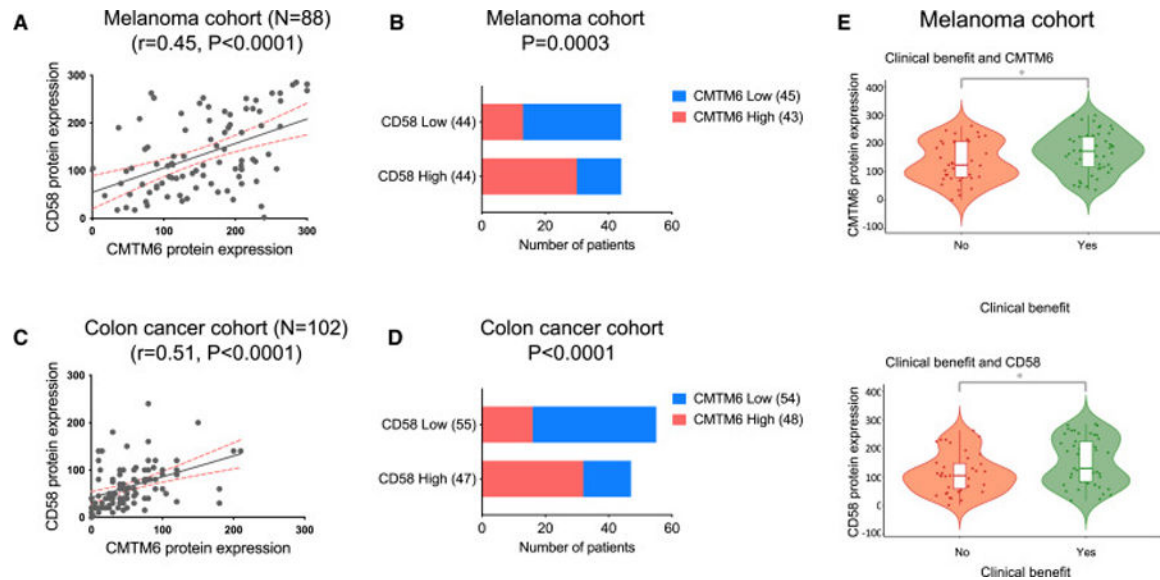 A
Melanoma cohort (N=88)
(r=0.45, P<0.0001)
CD58 protein expression
300
200
100
0
0
100
200
300
CMTM6 protein expression
B
Melanoma cohort
P=0.0003
CD58 Low (44)
CD58 High (44)
0
20
40
60
Number of patients
CMTM6 Low (45)
CMTM6 High (43)
C
Colon cancer cohort (N=102)
(r=0.51, P<0.0001)
CD58 protein expression
300
200
100
0
0
100
200
300
CMTM6 protein expression
D
Colon cancer cohort
P<0.0001
CD58 Low (55)
CD58 High (47)
0
20
40
60
Number of patients
CMTM6 Low (54)
CMTM6 High (48)
E
Melanoma cohort
Clinical benefit and CMTM6
*
CMTM6 protein expression
400
300
200
100
0
-100
No
Yes
Clinical benefit
Clinical benefit and CD58
*
CD58 protein expression
400
300
200
100
0
-100
No
Yes
Clinical benefit